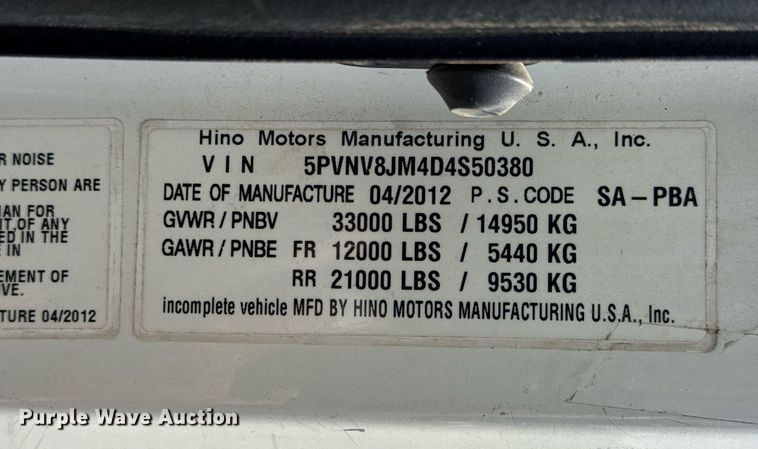 R NOISE
Y PERSON ARE
IAN FOR
IT,OF ANY
ED IN THE
E IN
EMENT OF
VE.
TURE 04/2012
Hino Motors Manufacturing U. S. A., Inc.
VIN 5PVNV8JM4D4S50380
DATE OF MANUFACTURE 04/2012 P.S.CODE SA-PBA
GVWR/PNBV 33000 LBS / 14950 KG
GAWR/PNBE FR 12000 LBS / 5440 KG
RR 21000 LBS / 9530 KG
incomplete vehicle MFD BY HINO MOTORS MANUFACTURING U.S.A., Inc.
Purple Wave Auction